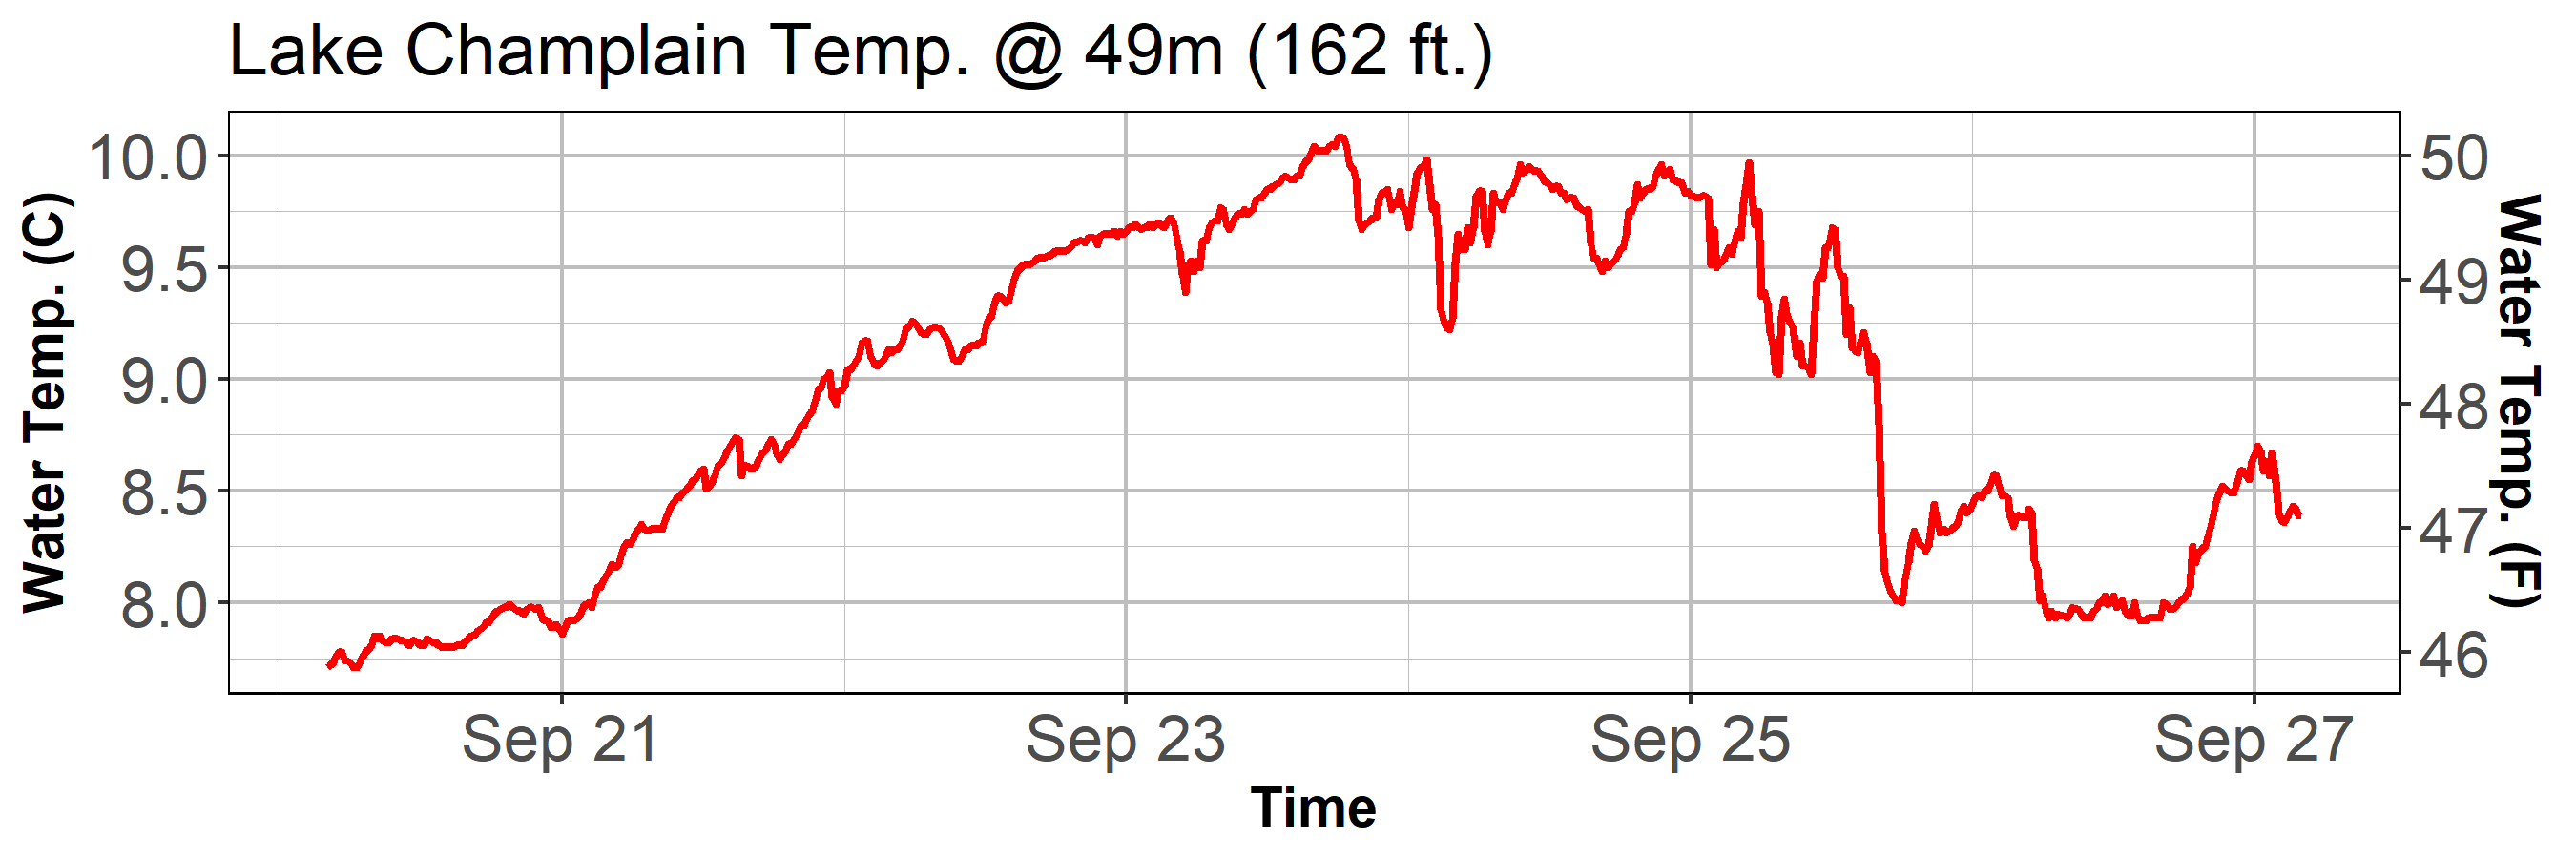 Lake Champlain Temp. @ 49m (162 ft.)
Water Temp. (C)
10.0
9.5
9.0
8.5
8.0
50
49
48
47
46
Water Temp. (F)
Sep 21
Sep 23
Sep 25
Sep 27
Time